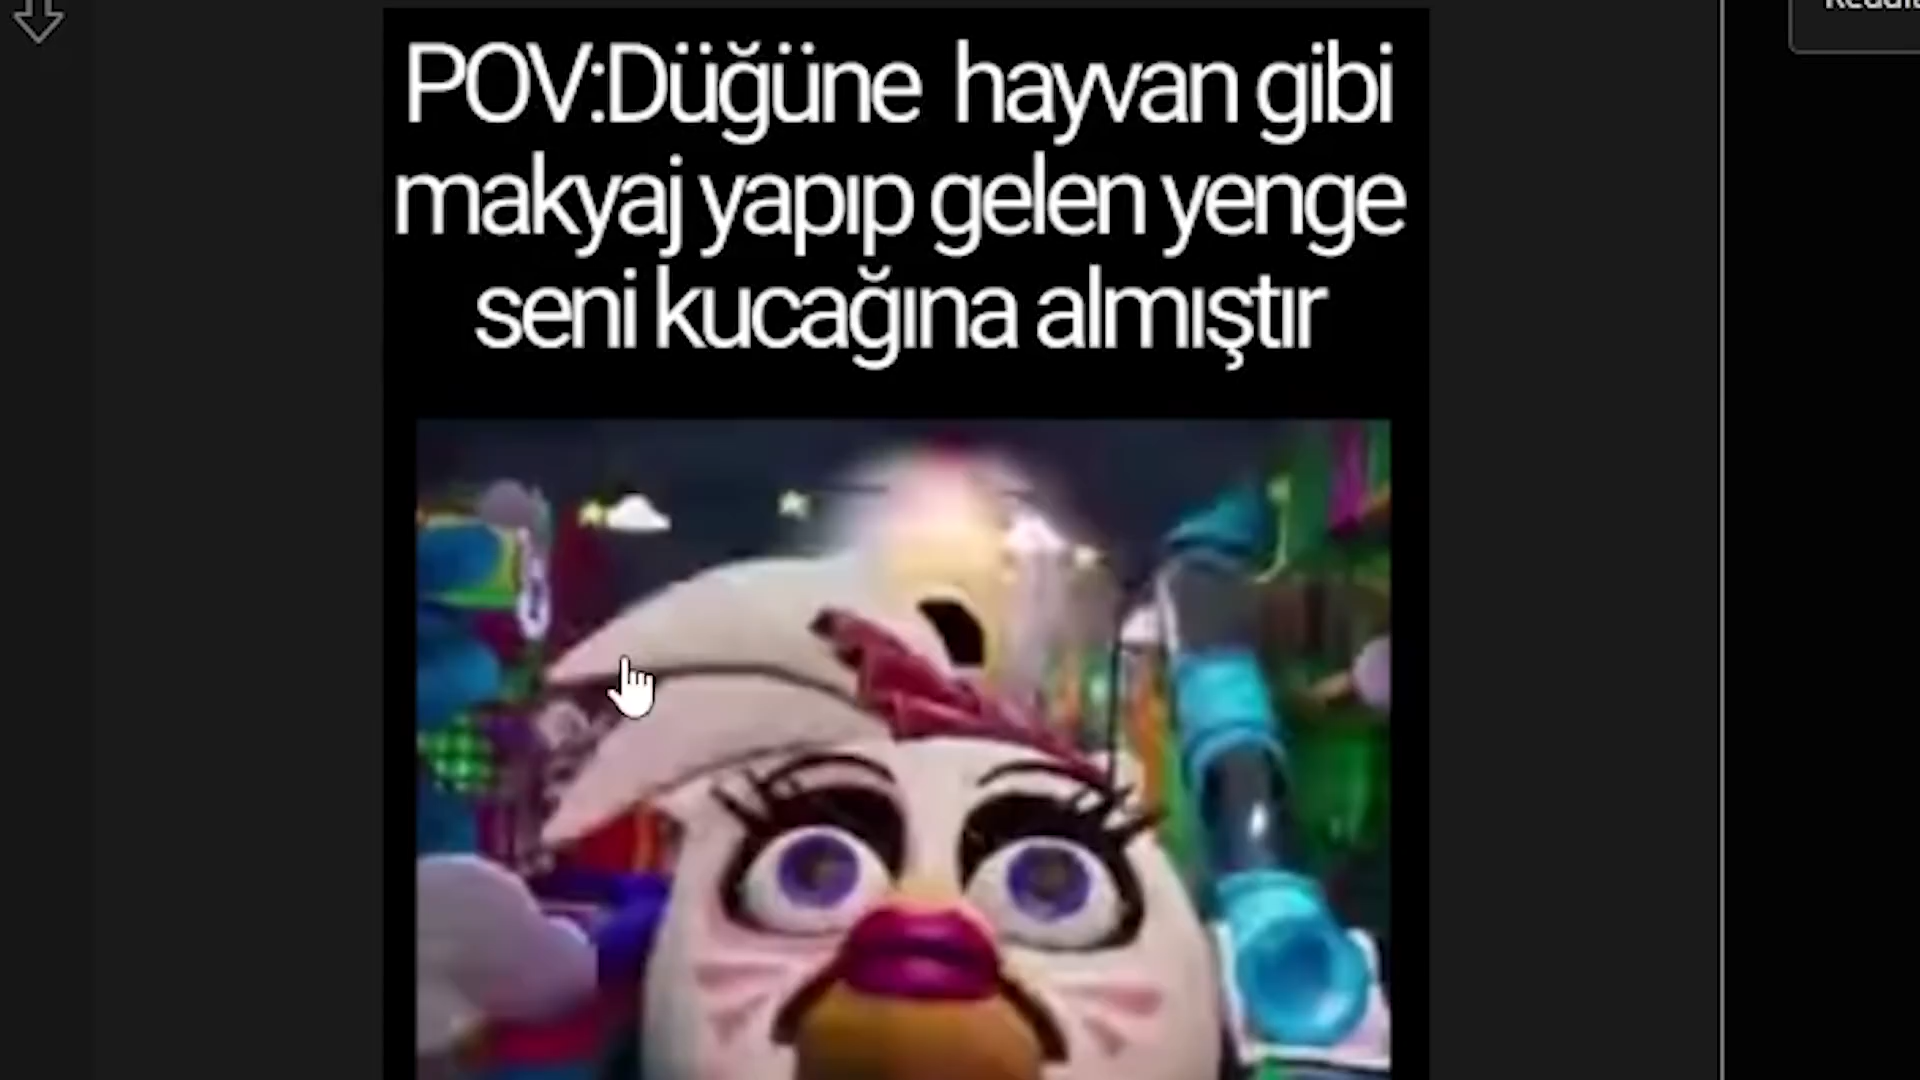 POV:Düğüne hayvan gibi
makyaj yapıp gelen yenge
seni kucağına almıştır